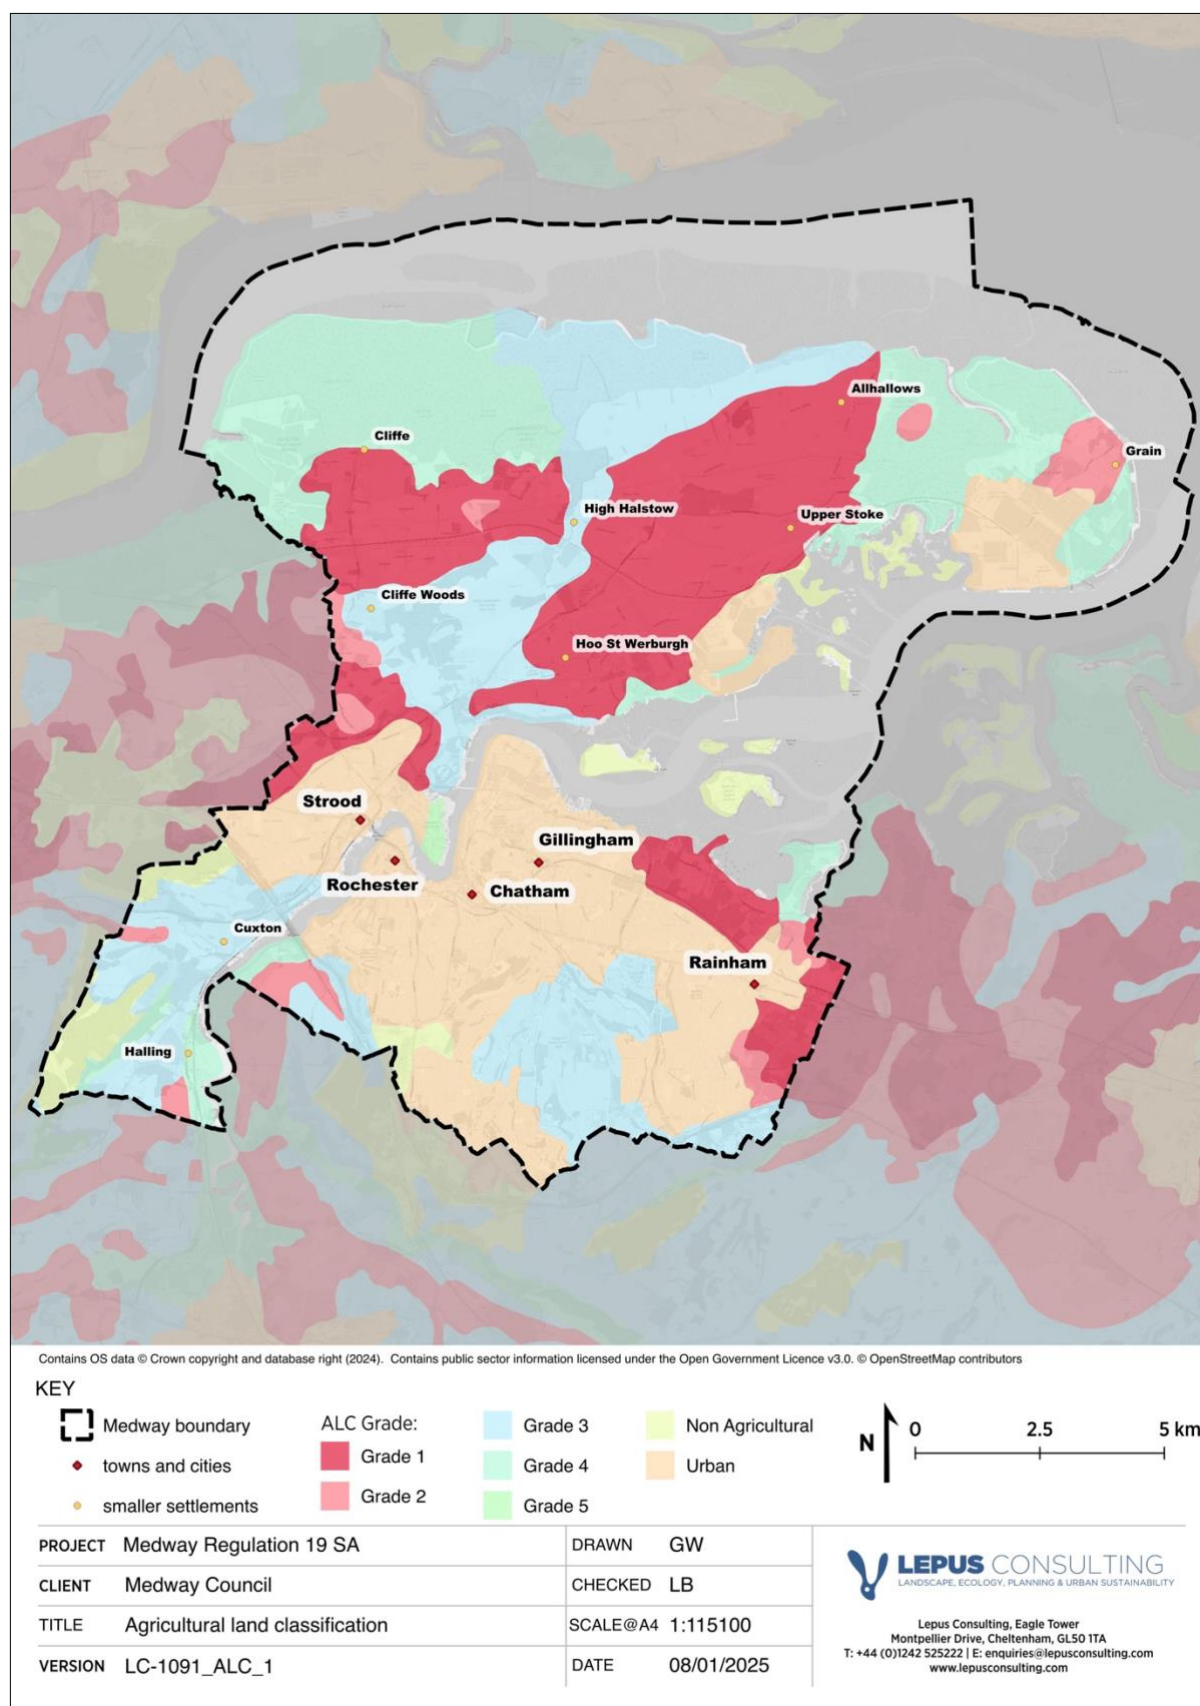 Allhallows
Cliffe
Grain
High Halstow
Upper Stoke
Cliffe Woods
Hoo St Werburgh
Strood
Gillingham
Rochester
Chatham
Cuxton
Rainham
Halling
Contains OS data © Crown copyright and database right (2024). Contains public sector information licensed under the Open Government Licence v3.0. © OpenStreetMap contributors
KEY
Medway boundary
towns and cities
smaller settlements
ALC Grade:
Grade 1
Grade 2
Grade 3
Grade 4
Grade 5
Non Agricultural
Urban
N
0 2.5 5 km
PROJECT Medway Regulation 19 SA
CLIENT Medway Council
TITLE Agricultural land classification
VERSION LC-1091_ALC_1
DRAWN GW
CHECKED LB
SCALE@A4 1:115100
DATE 08/01/2025
LEPUS CONSULTING
LANDSCAPE, ECOLOGY, PLANNING & URBAN SUSTAINABILITY
Lepus Consulting, Eagle Tower
Montpellier Drive, Cheltenham, GL50 1TA
T: +44 (0)1242 525222 | E: enquiries@lepusconsulting.com
www.lepusconsulting.com